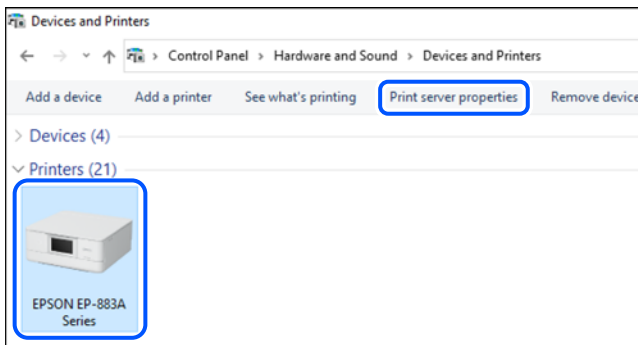 Devices and Printers
Control Panel > Hardware and Sound > Devices and Printers
Add a device Add a printer See what's printing Print server properties Remove device
Devices (4)
Printers (21)
EPSON EP-883A
Series